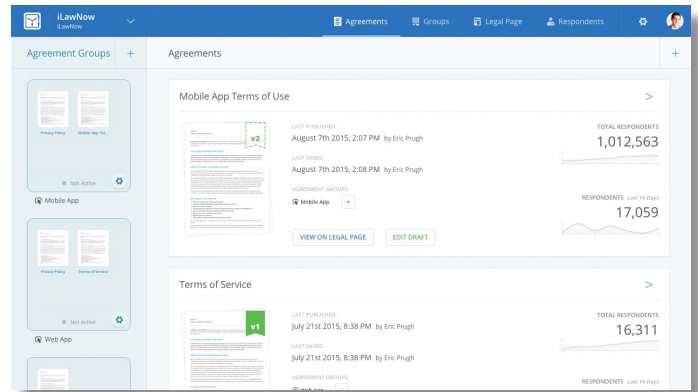 iLawNow
iLawNow
Agreements
Groups
Legal Page
Respondents
Agreement Groups +
Agreements +
Privacy Policy
Mobile App Ter...
Not Active
Mobile App
Privacy Policy
Terms of Service
Not Active
Web App
Mobile App Terms of Use >
v2
LAST PUBLISHED
August 7th 2015, 2:07 PM by Eric Prugh
LAST SAVED
August 7th 2015, 2:08 PM by Eric Prugh
AGREEMENT GROUPS
Mobile App +
VIEW ON LEGAL PAGE
EDIT DRAFT
TOTAL RESPONDENTS
1,012,563
RESPONDENTS Last 14 Days
17,059
Terms of Service >
v1
LAST PUBLISHED
July 21st 2015, 8:38 PM by Eric Prugh
LAST SAVED
July 21st 2015, 8:38 PM by Eric Prugh
AGREEMENT GROUPS
Web App +
TOTAL RESPONDENTS
16,311
RESPONDENTS Last 14 Days